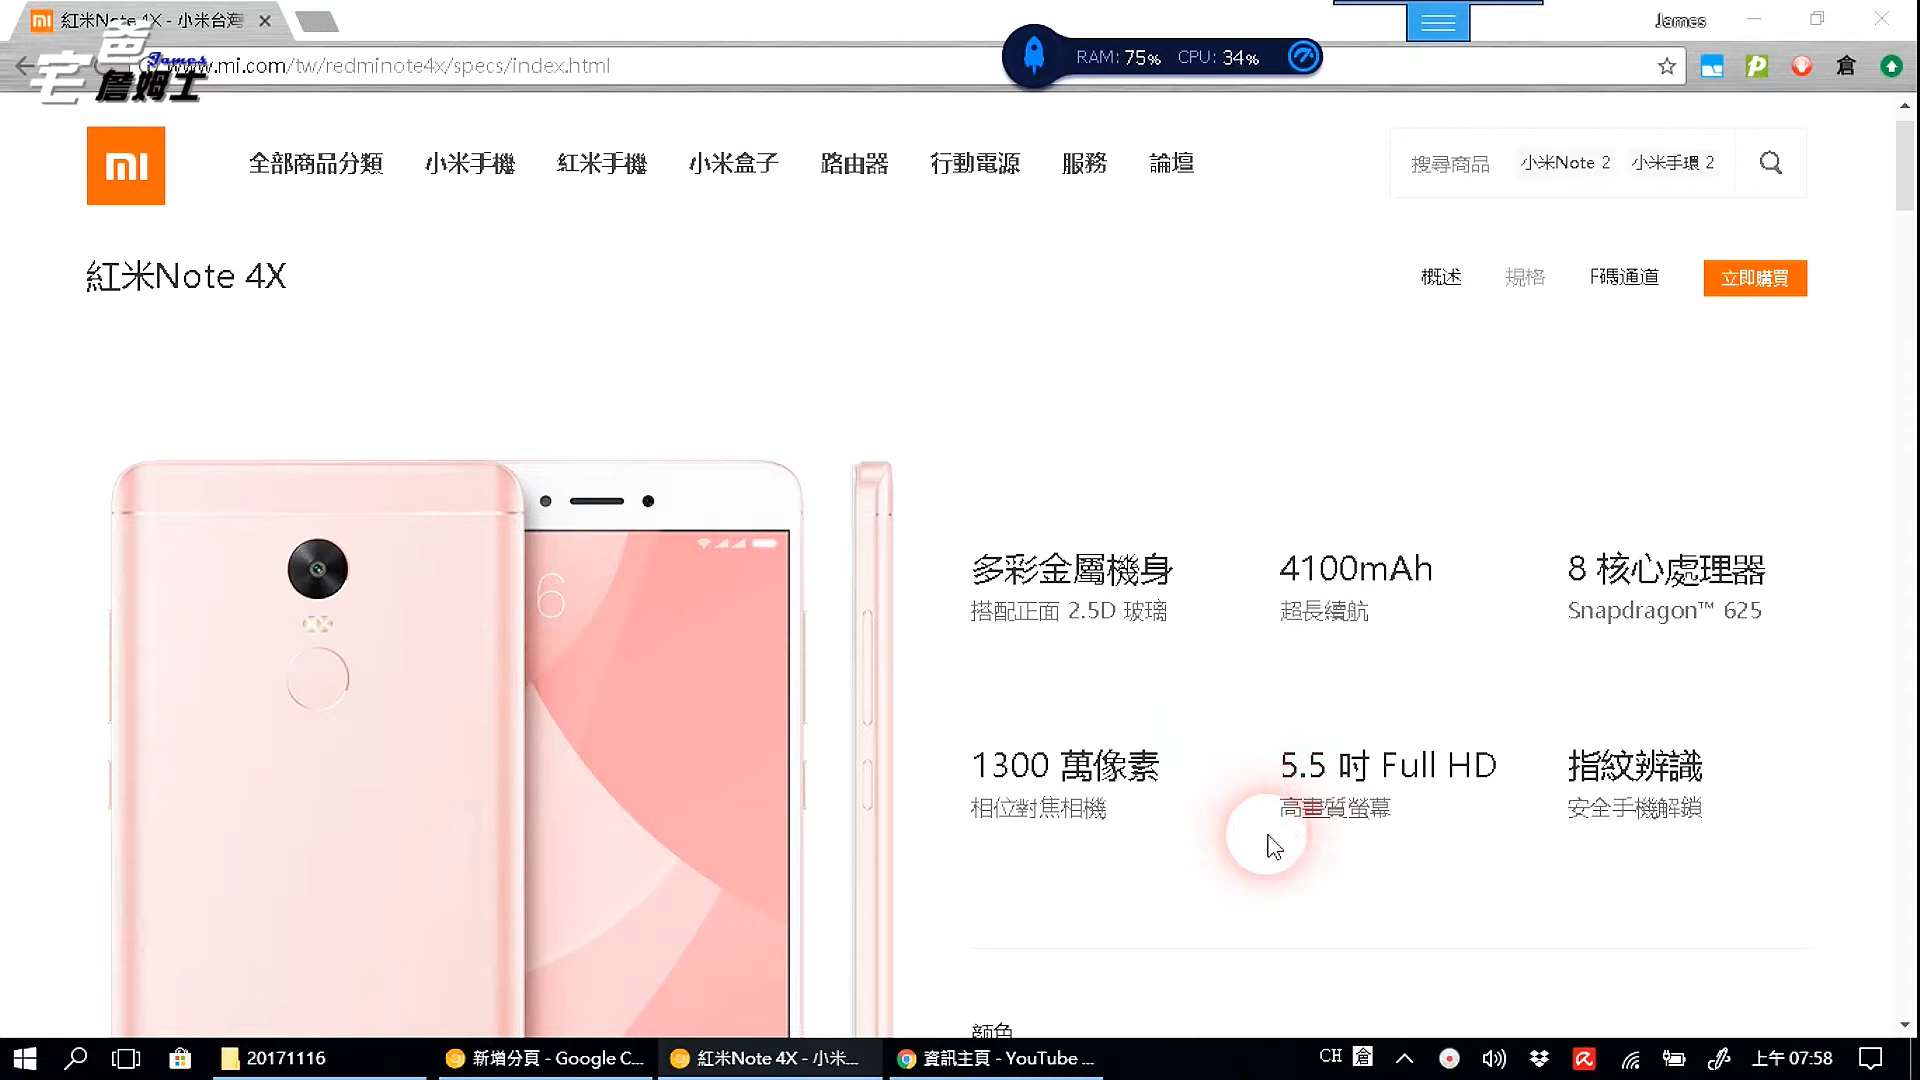 紅米Note 4X - 小米台灣
James
宅爸
James
詹姆士
www.mi.com/tw/redminote4x/specs/index.html
RAM: 75% CPU: 34%
倉
mi
全部商品分類 小米手機 紅米手機 小米盒子 路由器 行動電源 服務 論壇
搜尋商品 小米Note 2 小米手環 2
紅米Note 4X
概述 規格 F碼通道 立即購買
6
多彩金屬機身 4100mAh 8 核心處理器
搭配正面 2.5D 玻璃 超長續航 Snapdragon™ 625
1300 萬像素 5.5 吋 Full HD 指紋辨識
相位對焦相機 高畫質螢幕 安全手機解鎖
顏色
20171116 新增分頁 - Google C... 紅米Note 4X - 小米... 資訊主頁 - YouTube ... CH 倉 上午 07:58